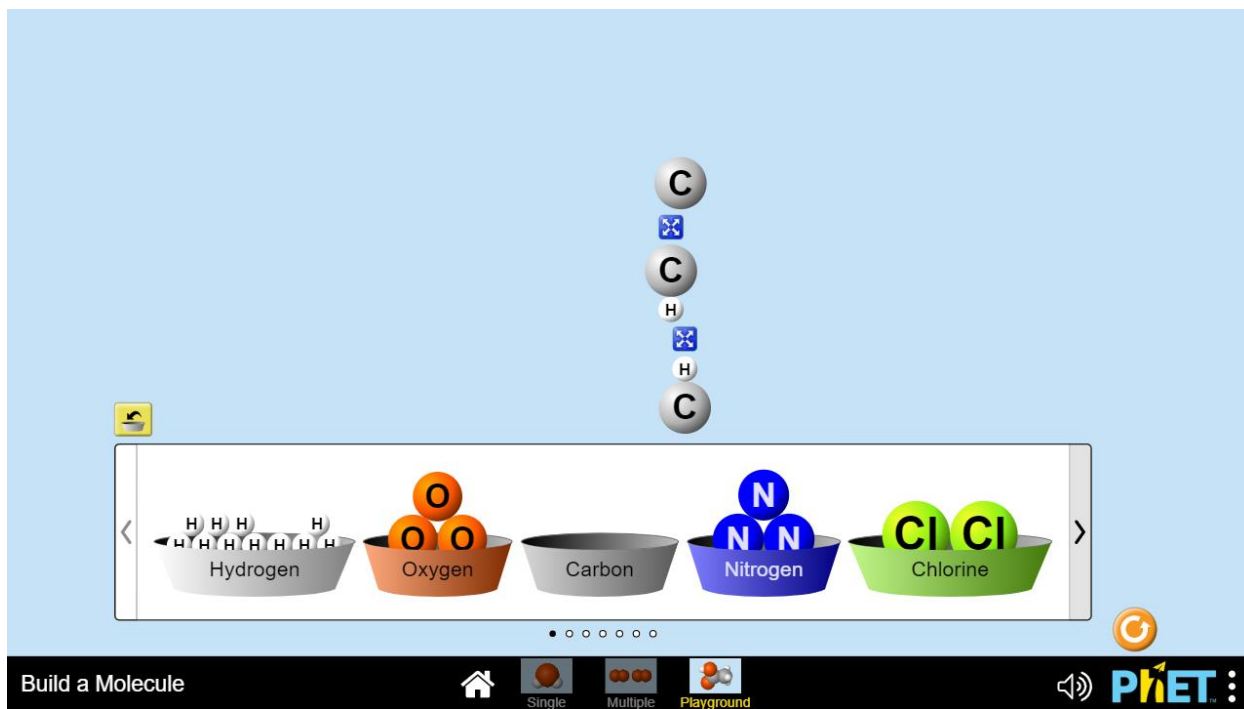 C
C
H
H
C
H H H H
H H H H H H H
O
O O
N
N N
Cl Cl
Hydrogen Oxygen Carbon Nitrogen Chlorine
Build a Molecule
Single Multiple Playground
PhET